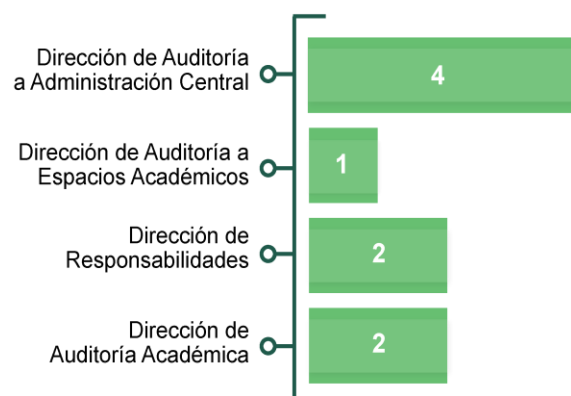 Dirección de Auditoría
a Administración Central
4
Dirección de Auditoría a
Espacios Académicos
1
Dirección de
Responsabilidades
2
Dirección de
Auditoría Académica
2